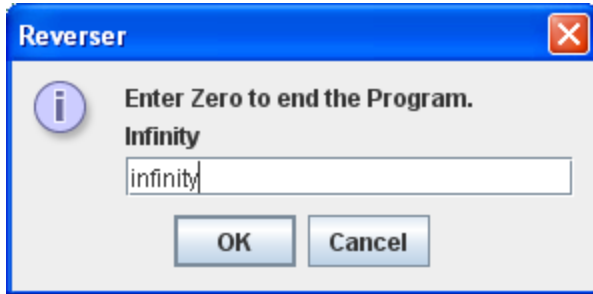 Reverser
Enter Zero to end the Program.
Infinity
infinity
OK Cancel